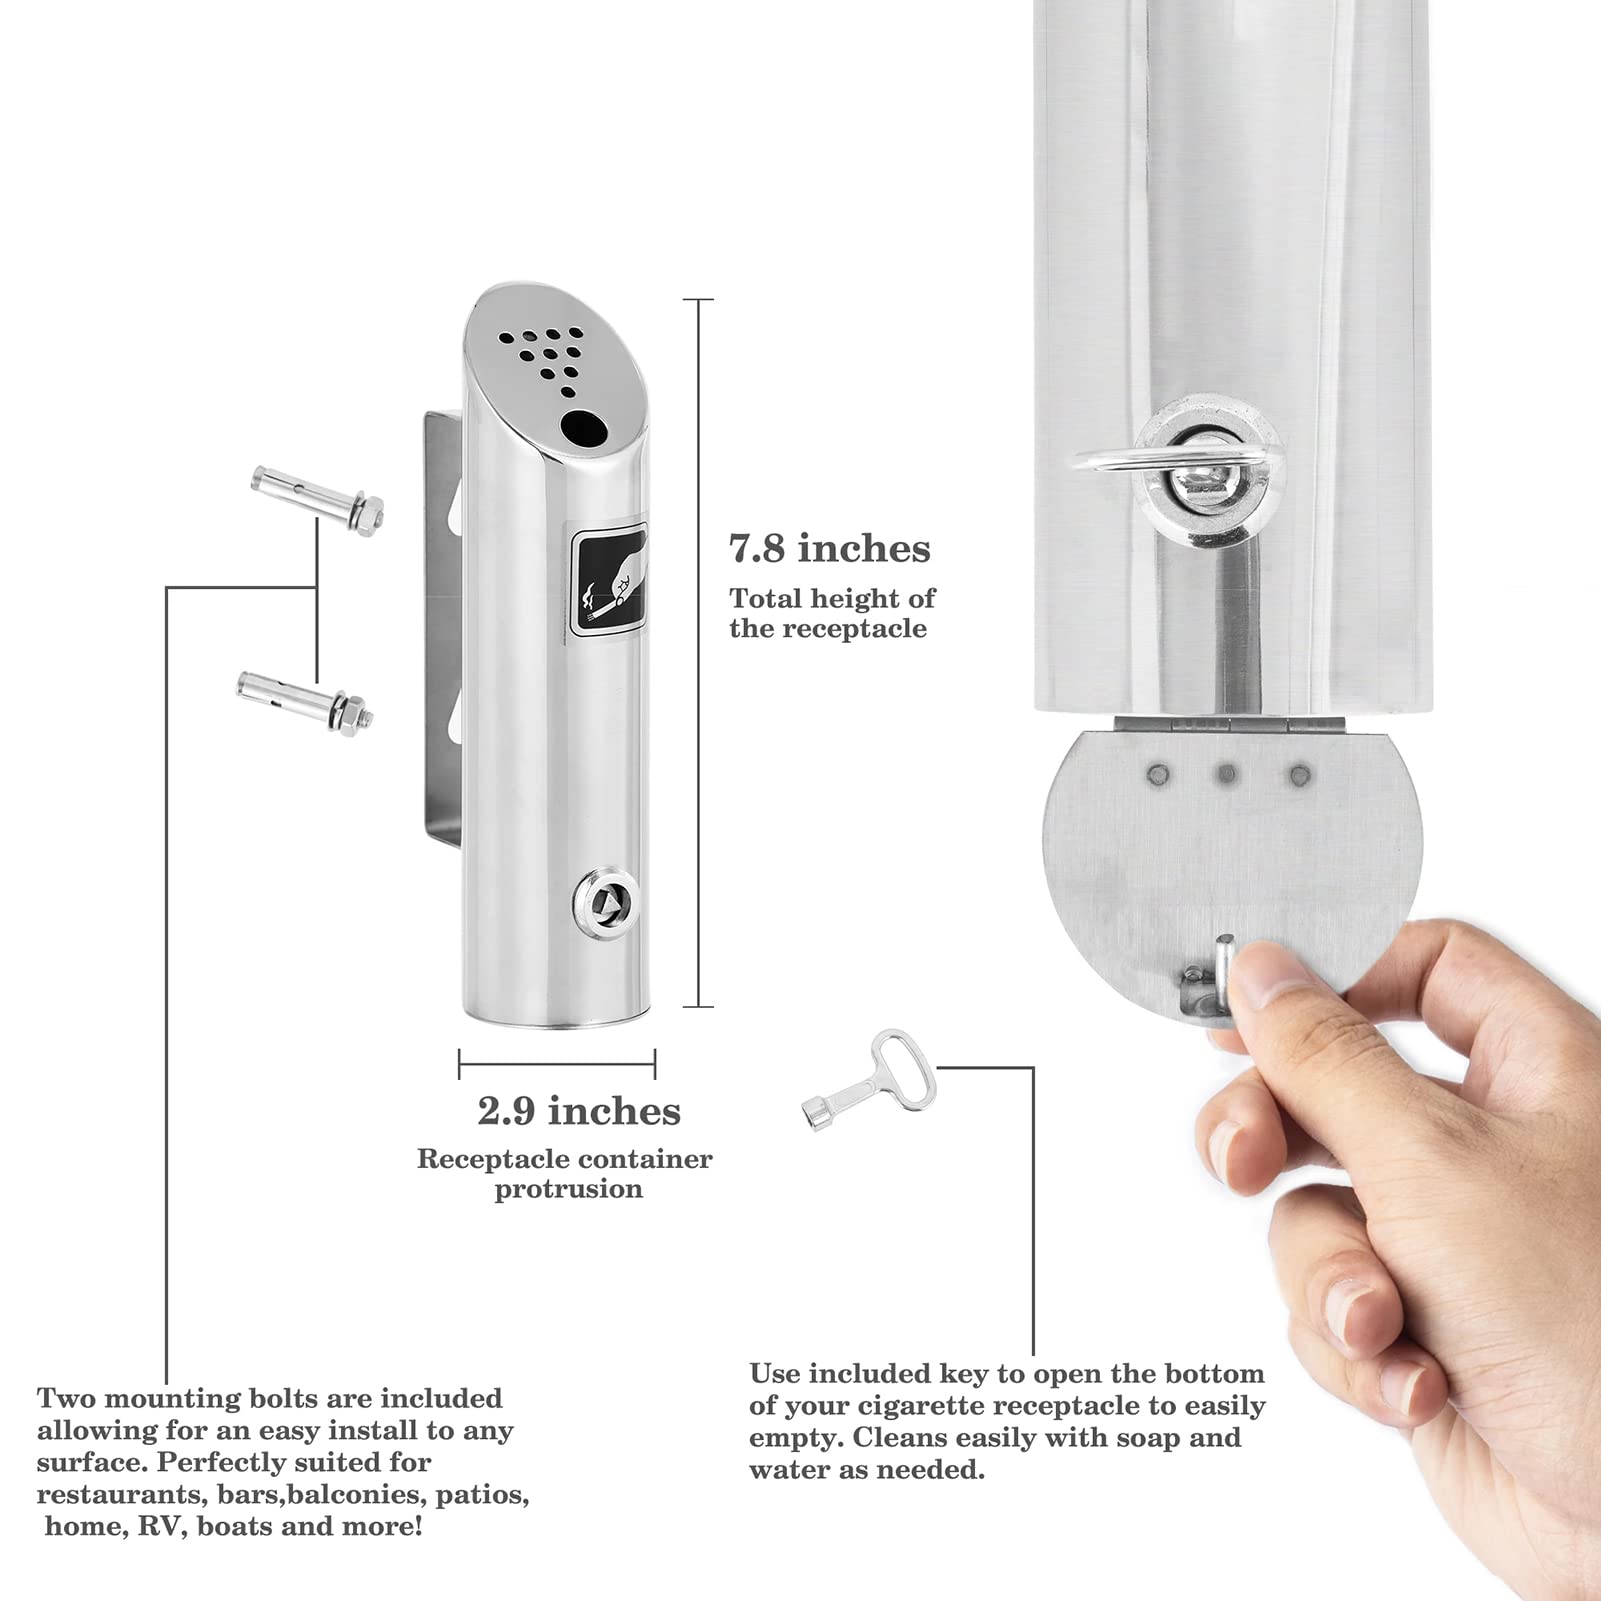 7.8 inches
Total height of
the receptacle
2.9 inches
Receptacle container
protrusion
Two mounting bolts are included
allowing for an easy install to any
surface. Perfectly suited for
restaurants, bars,balconies, patios,
home, RV, boats and more!
Use included key to open the bottom
of your cigarette receptacle to easily
empty. Cleans easily with soap and
water as needed.